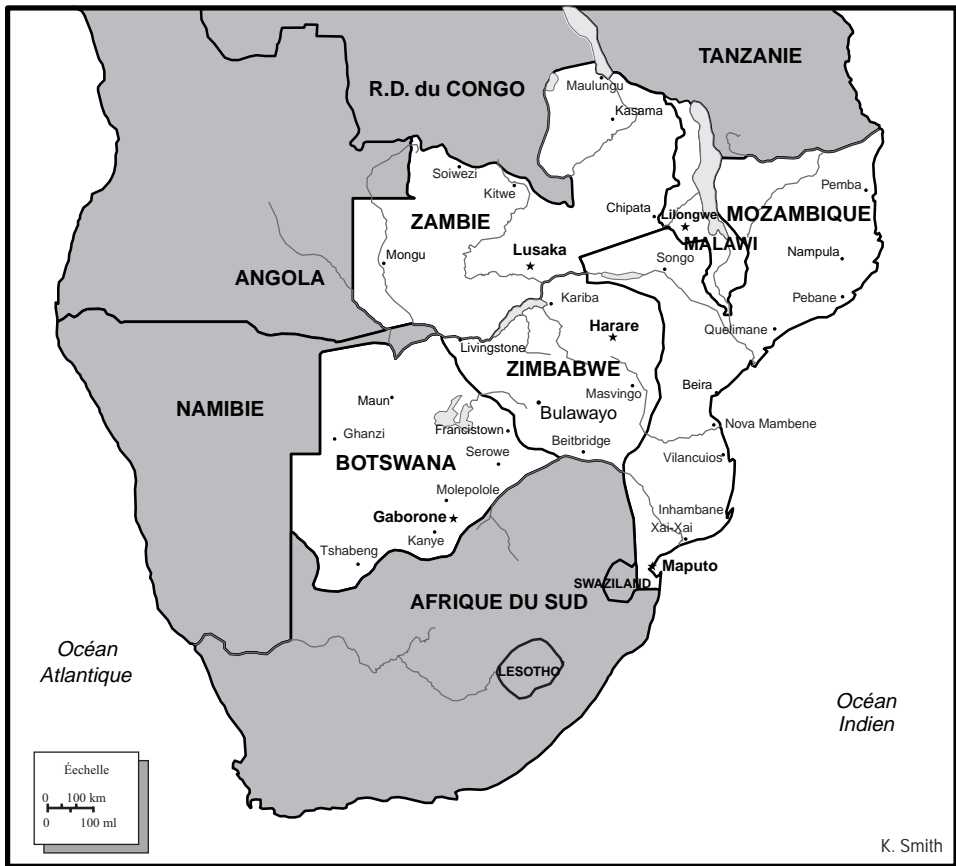 TANZANIE
R.D. du CONGO
Maulungu
Kasama
Soiwezi
Kitwe
Pemba
Chipata
Lilongwe
MOZAMBIQUE
ZAMBIE
MALAWI
Lusaka
Mongu
Songo
Nampula
ANGOLA
Kariba
Pebane
Harare
Quelimane
Livingstone
ZIMBABWE
Masvingo
Beira
Maun
NAMIBIE
Bulawayo
Nova Mambene
Ghanzi
Francistown
Beitbridge
Serowe
Vilancuios
BOTSWANA
Molepolole
Inhambane
Gaborone
Xai-Xai
Kanye
Tshabeng
Maputo
SWAZILAND
AFRIQUE DU SUD
LESOTHO
Océan
Atlantique
Océan
Indien
Éechelle
0 100 km
0 100 ml
K. Smith